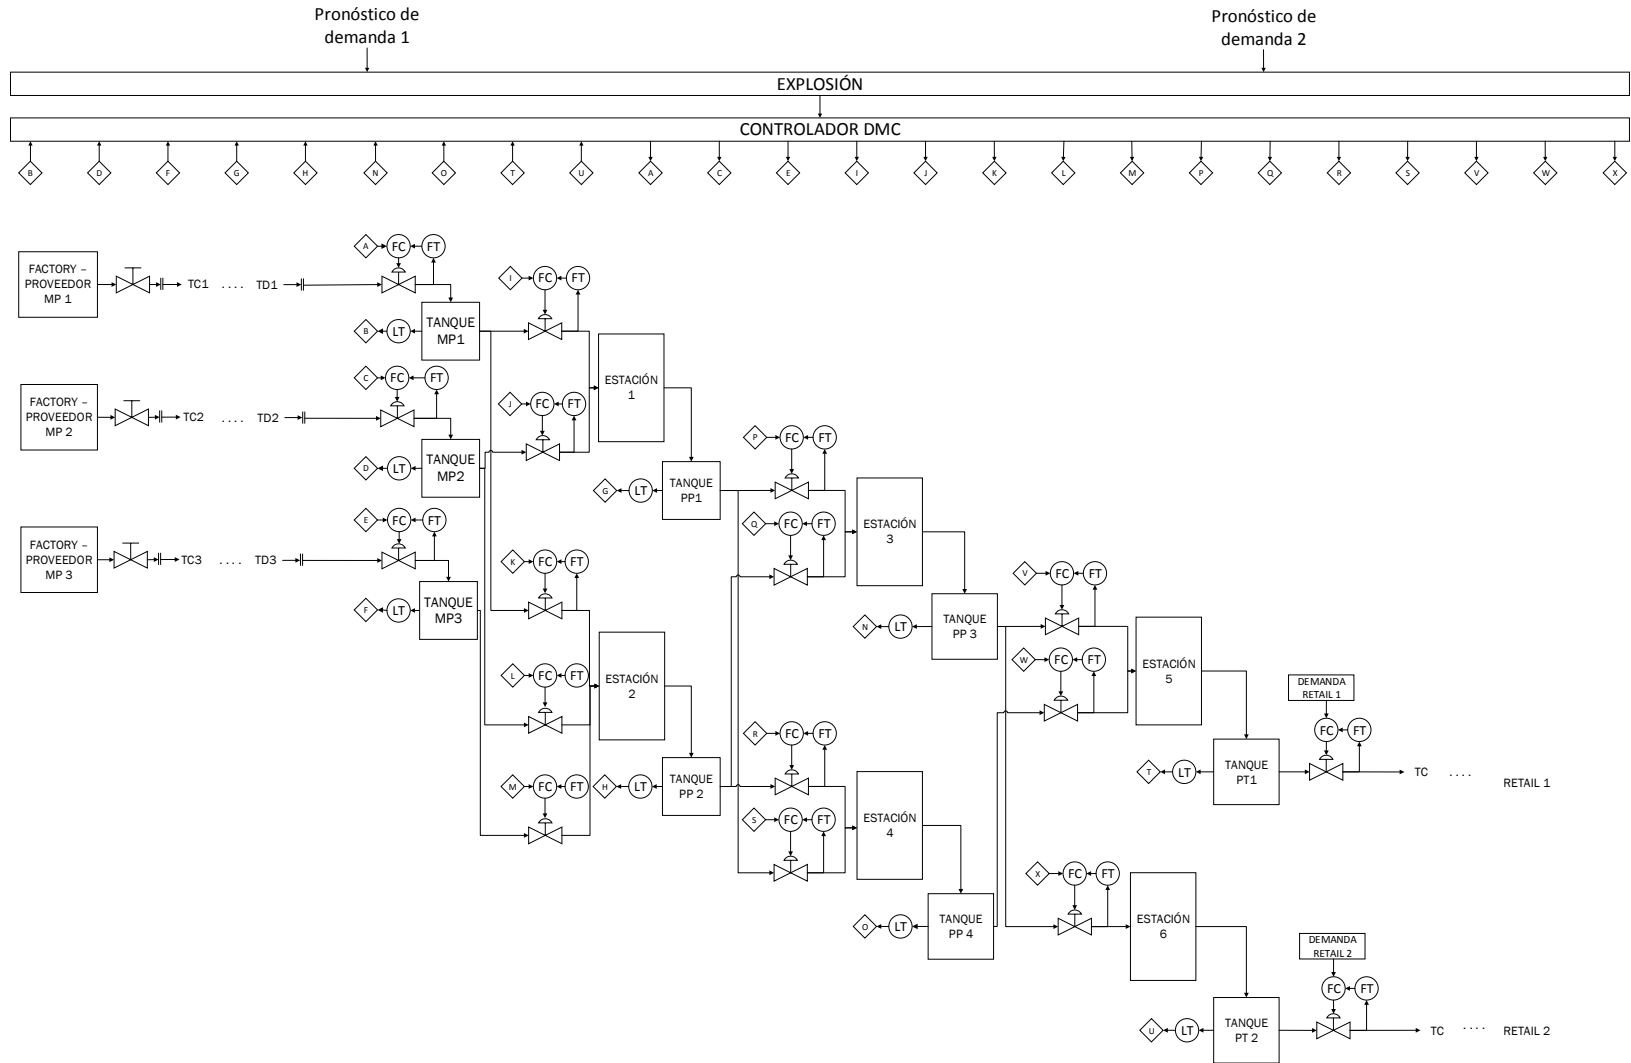 Pronóstico de
demanda 1
Pronóstico de
demanda 2
EXPLOSIÓN
CONTROLADOR DMC
B D F G H N O T U A C E I J K L M P Q R S V W X
FACTORY –
PROVEEDOR
MP 1
TC1 .... TD1
A FC FT
B LT
TANQUE
MP1
I FC FT
FACTORY –
PROVEEDOR
MP 2
TC2 .... TD2
C FC FT
D LT
TANQUE
MP2
J FC FT
ESTACIÓN
1
FACTORY –
PROVEEDOR
MP 3
TC3 .... TD3
E FC FT
F LT
TANQUE
MP3
K FC FT
L FC FT
M FC FT
ESTACIÓN
2
G LT
TANQUE
PP1
H LT
TANQUE
PP 2
P FC FT
Q FC FT
ESTACIÓN
3
R FC FT
S FC FT
ESTACIÓN
4
N LT
TANQUE
PP 3
O LT
TANQUE
PP 4
V FC FT
W FC FT
ESTACIÓN
5
X FC FT
ESTACIÓN
6
T LT
TANQUE
PT1
DEMANDA
RETAIL 1
FC FT
TC .... RETAIL 1
U LT
TANQUE
PT 2
DEMANDA
RETAIL 2
FC FT
TC .... RETAIL 2